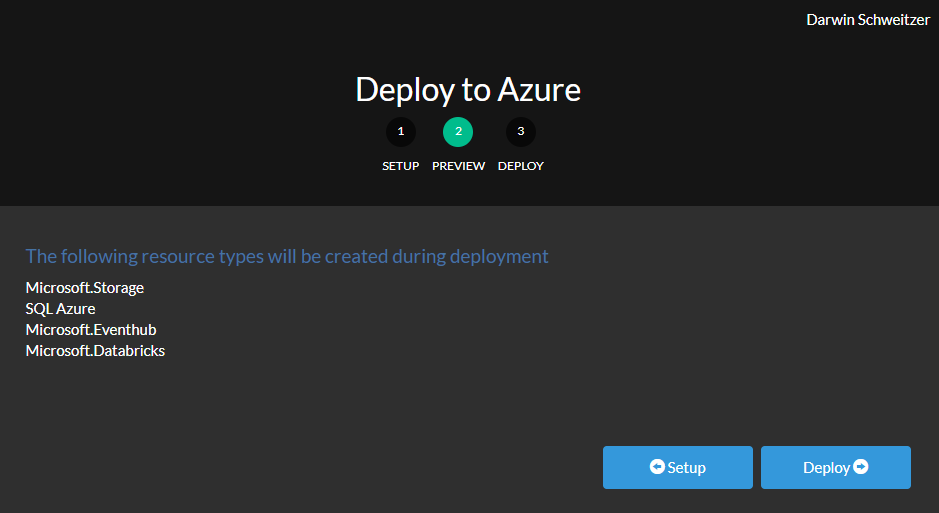 Darwin Schweitzer
Deploy to Azure
1 2 3
SETUP PREVIEW DEPLOY
The following resource types will be created during deployment
Microsoft.Storage
SQL Azure
Microsoft.Eventhub
Microsoft.Databricks
Setup Deploy